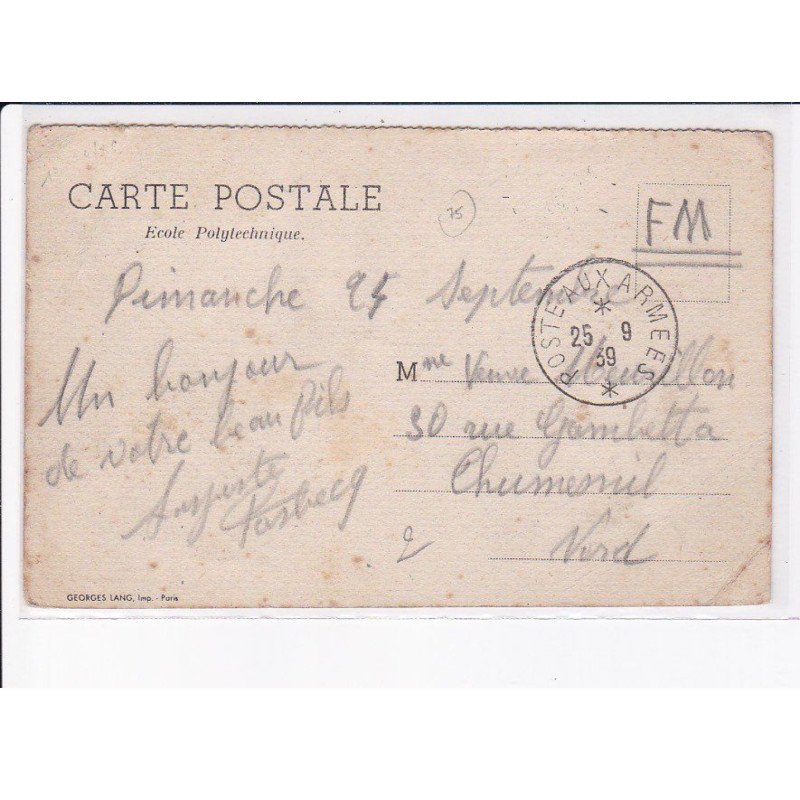 CARTE POSTALE
Ecole Polytechnique.
75
FM
Dimanche 24 Septembre
POSTE AUX ARMEES
25 9
39
Un bonjour
de votre beau fils
Auguste
Mme Veuve
30 rue Gambetta
Nord
GEORGES LANG, Imp. - Paris